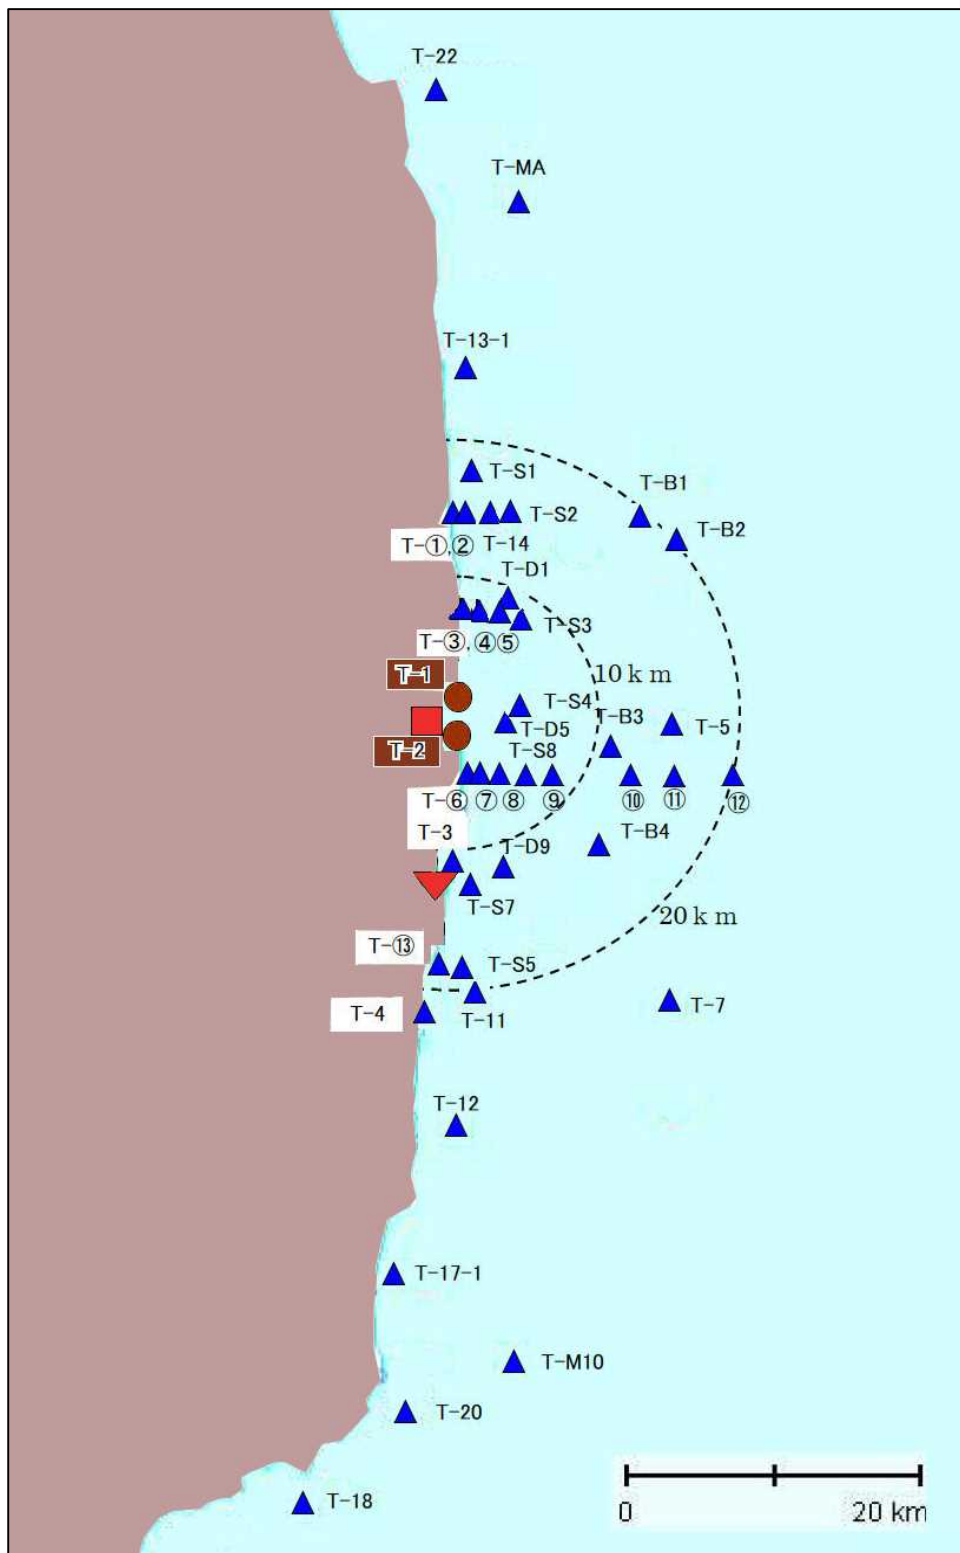 T-22
T-MA
T-13-1
T-S1
T-B1
T-S2
T-B2
T-①,② T-14
T-D1
T-S3
T-③,④⑤
T-1
10 km
T-S4
T-B3
T-5
T-D5
T-2
T-S8
T-⑥ ⑦ ⑧ ⑨ ⑩ ⑪ ⑫
T-3
T-B4
T-D9
T-S7
20 km
T-⑬
T-S5
T-7
T-4
T-11
T-12
T-17-1
T-M10
T-20
T-18
0 20 km